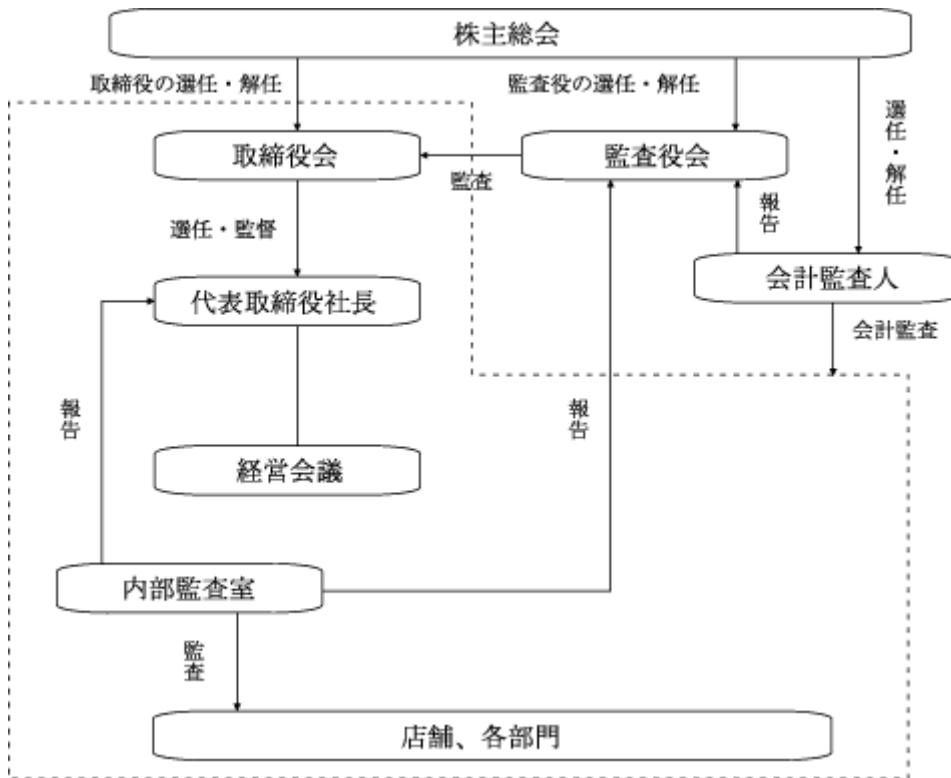 株主総会
取締役の選任・解任
監査役の選任・解任
選任・解任
取締役会
監査役会
監査
報告
選任・監督
会計監査人
代表取締役社長
会計監査
報告
報告
経営会議
内部監査室
監査
店舗、各部門